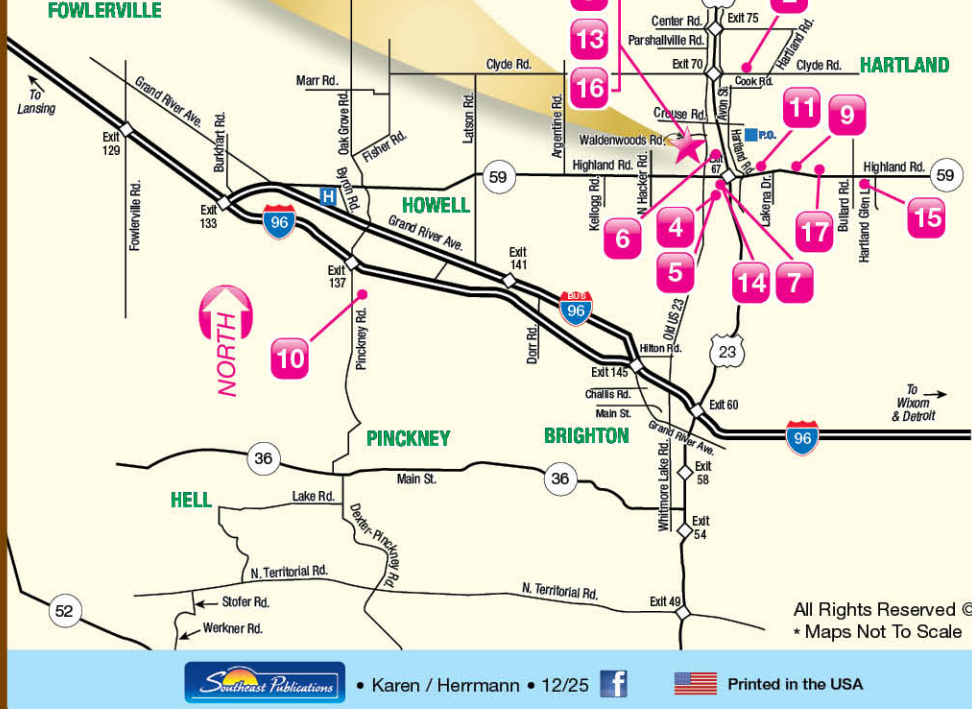 FOWLERVILLE
Center Rd.
Exit 75
Parshallville Rd.
Hartland Rd.
13
Exit 70
Clyde Rd.
Clyde Rd.
HARTLAND
Marr Rd.
16
Cook Rd.
To
Lansing
Grand River Ave.
Oak Grove Rd.
Latson Rd.
Argentine Rd.
Avon St.
Crouse Rd.
11
9
Exit
129
Burkhart Rd.
Fisher Rd.
Waldenwoods Rd.
Hartland Rd.
P.O.
Highland Rd.
Exit
67
Highland Rd.
59
59
Fowlerville Rd.
H
Byron Rd.
HOWELL
Kellogg Rd.
N Hacker Rd.
Lakena Dr.
Bullard Rd.
Hartland Glen Ln.
Exit
133
96
Grand River Ave.
6
4
17
15
Exit
137
Exit
141
5
14
7
NORTH
10
Pinckney Rd.
BUS
96
Dorr Rd.
Old US 23
Hilton Rd.
23
Exit 145
Challis Rd.
Main St.
Exit 60
To
Wixom
& Detroit
PINCKNEY
BRIGHTON
Grand River Ave.
96
36
Main St.
36
Whitmore Lake Rd.
Exit
58
HELL
Lake Rd.
Dexter-Pinckney Rd.
Exit
54
N. Territorial Rd.
N. Territorial Rd.
Exit 49
52
Stofer Rd.
Werkner Rd.
All Rights Reserved ©
* Maps Not To Scale
Southeast Publications • Karen / Herrmann • 12/25 f Printed in the USA